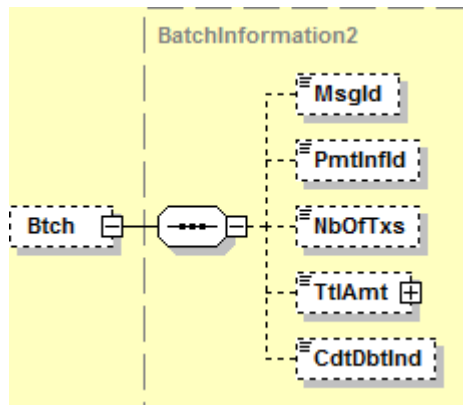 BatchInformation2
MsgId
PmtInfId
Btch
NbOfTxs
TtlAmt
CdtDbtInd